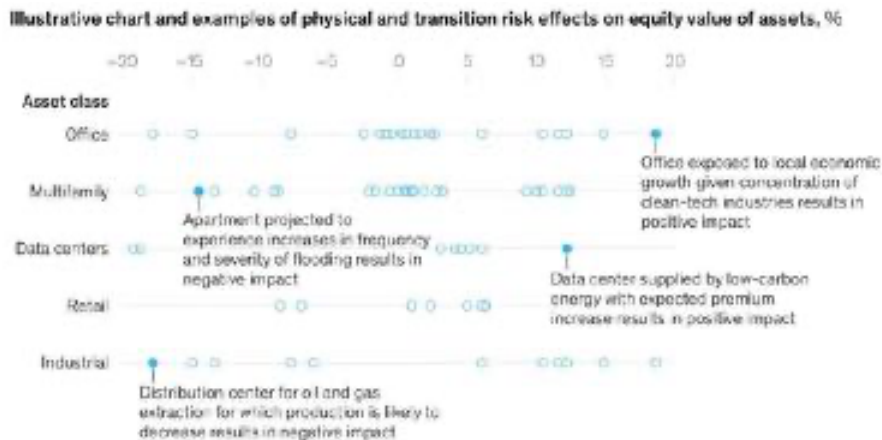 Illustrative chart and examples of physical and transition risk effects on equity value of assets, %
-20 -15 -10 -5 0 5 10 15 20
Asset class
Office
Office exposed to local economic
growth given concentration of
clean-tech industries results in
positive impact
Multifamily
Apartment projected to
experience increases in frequency
and severity of flooding results in
negative impact
Data centers
Data center supplied by low-carbon
energy with expected premium
increase results in positive impact
Retail
Industrial
Distribution center for oil and gas
extraction for which production is likely to
decrease results in negative impact